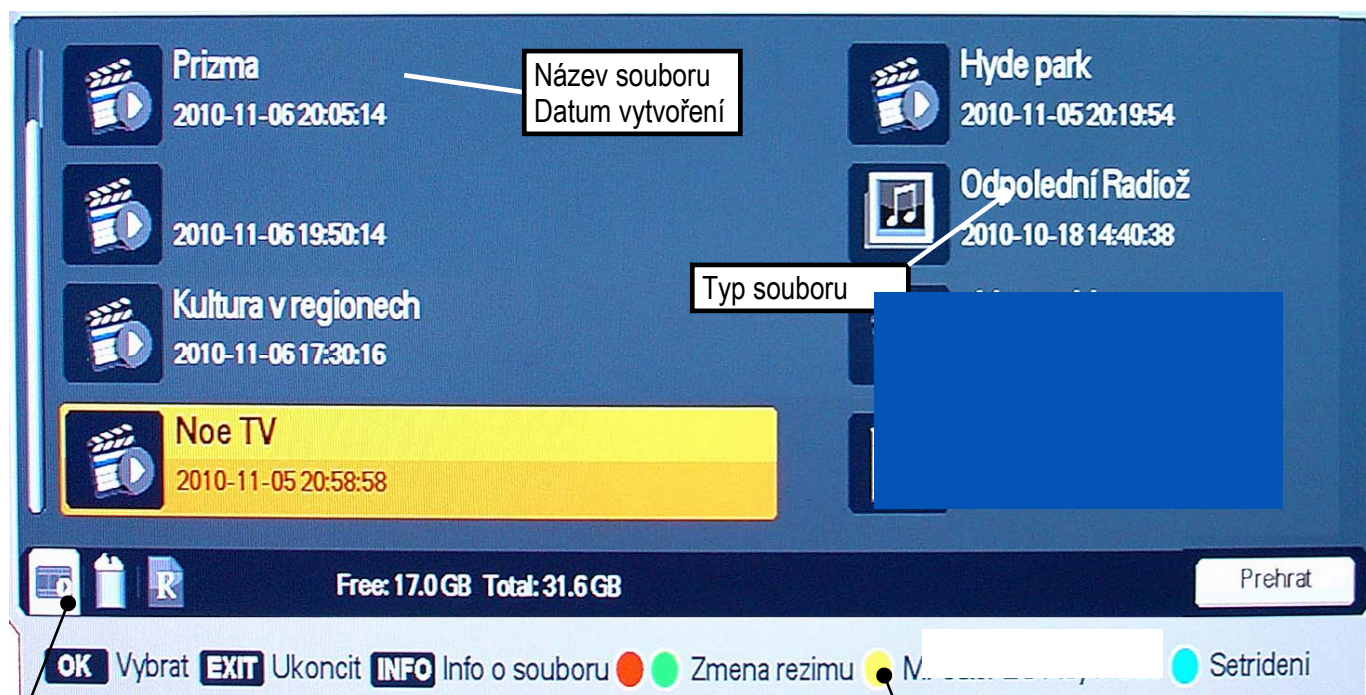 Prizma
2010-11-06 20:05:14
Název souboru
Datum vytvoření
Hyde park
2010-11-05 20:19:54
2010-11-06 19:50:14
Odpolední Radiož
2010-10-18 14:40:38
Typ souboru
Kultura v regionech
2010-11-06 17:30:16
Noe TV
2010-11-05 20:58:58
R
Free: 17.0 GB Total: 31.6 GB
Prehrat
OK Vybrat EXIT Ukoncit INFO Info o souboru Zmena rezimu Setrideni